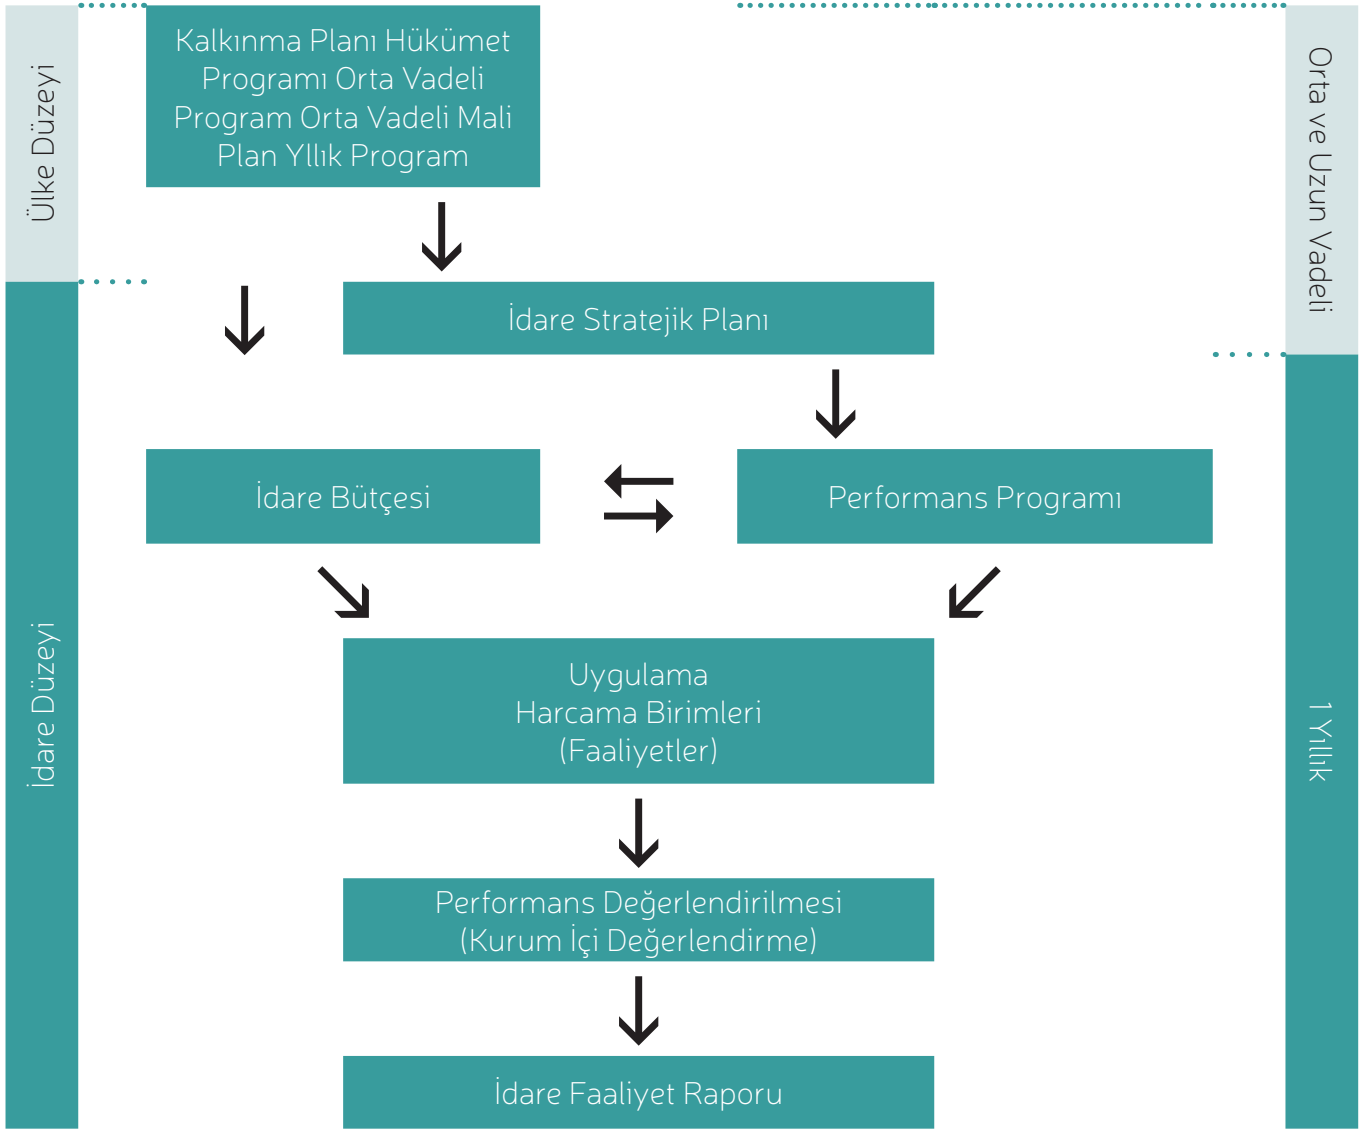 Ülke Düzeyi
Kalkınma Planı Hükümet
Programı Orta Vadeli
Program Orta Vadeli Mali
Plan Yllık Program
Orta ve Uzun Vadeli
İdare Stratejik Planı
İdare Bütçesi
Performans Programı
İdare Düzeyi
Uygulama
Harcama Birimleri
(Faaliyetler)
1 Yıllık
Performans Değerlendirilmesi
(Kurum İçi Değerlendirme)
İdare Faaliyet Raporu